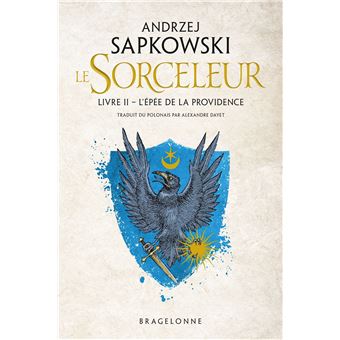 ANDRZEJ
SAPKOWSKI
LE SORCELEUR
LIVRE II – L'ÉPÉE DE LA PROVIDENCE
TRADUIT DU POLONAIS PAR ALEXANDRE DAYET
BRAGELONNE